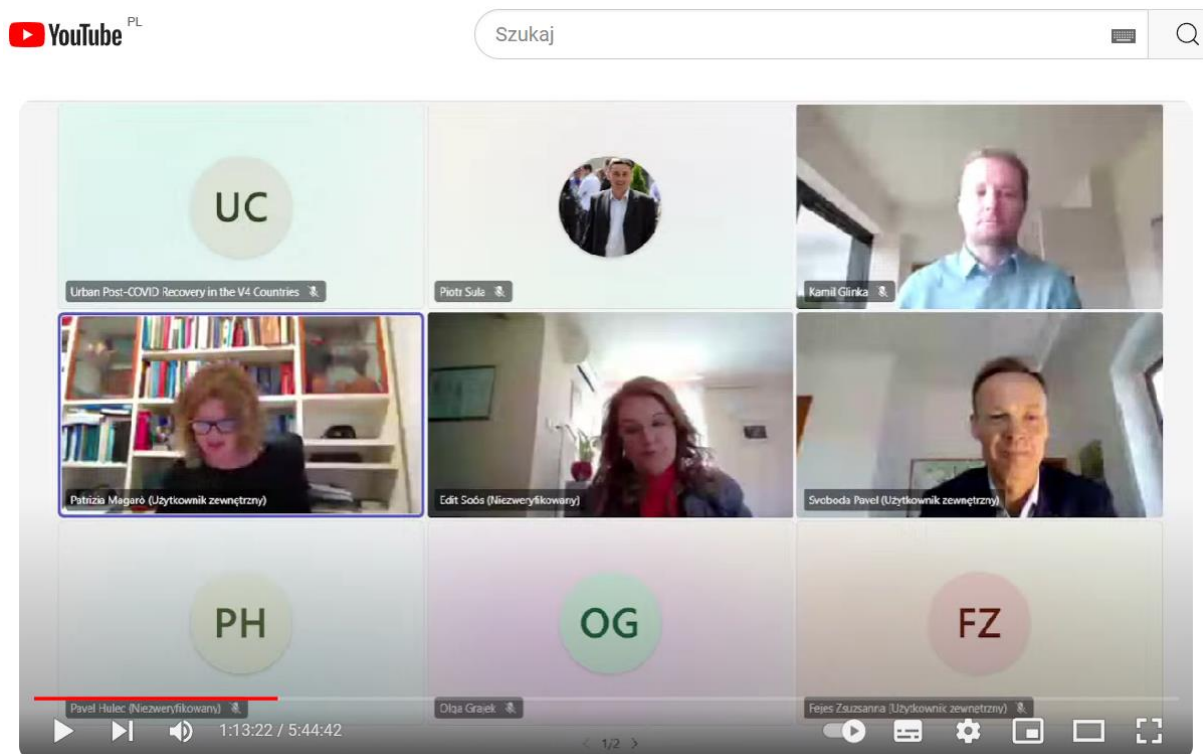 YouTube PL
Szukaj
UC
Urban Post-COVID Recovery in the V4 Countries
Piotr Sula
Kamil Glinka
Patrizia Magarò (Użytkownik zewnętrzny)
Edit Soós (Niezweryfikowany)
Svoboda Pavel (Użytkownik zewnętrzny)
PH
OG
FZ
Pavel Hulec (Niezweryfikowany)
Olga Grajek
Fejes Zsuzsanna (Użytkownik zewnętrzny)
1:13:22 / 5:44:42
1/2